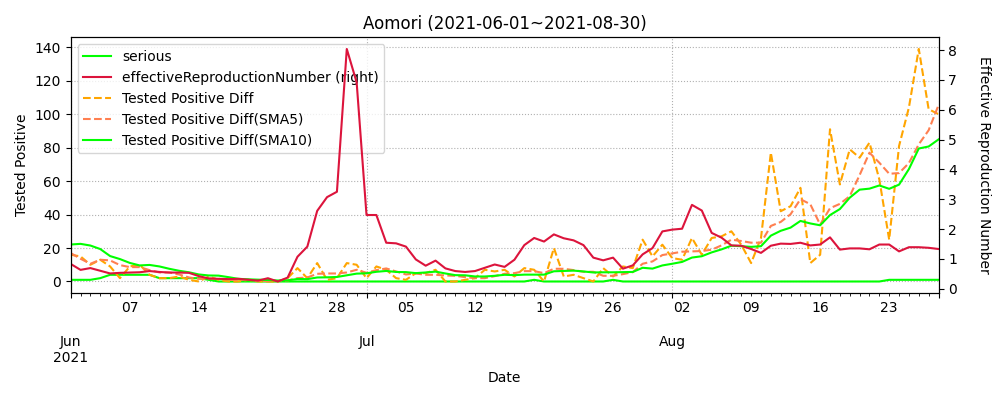 Aomori (2021-06-01~2021-08-30)
serious
effectiveReproductionNumber (right)
Tested Positive Diff
Tested Positive Diff(SMA5)
Tested Positive Diff(SMA10)
Tested Positive
140
120
100
80
60
40
20
0
8
7
6
5
4
3
2
1
0
Effective Reproduction Number
07 14 21 28 05 12 19 26 02 09 16 23
Jun Jul Aug
2021
Date